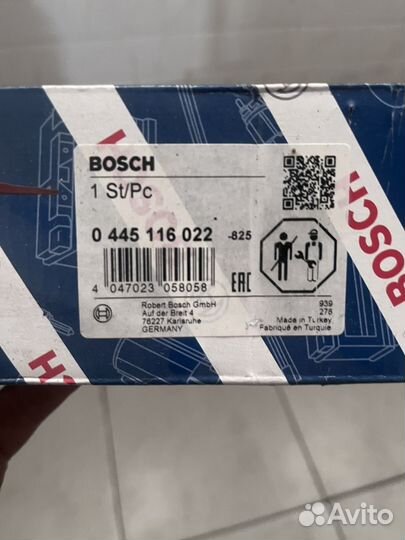 BOSCH
1 St/Pc
0 445 116 022 -825
4 047023 058058
EAC
Robert Bosch GmbH
Auf der Breit 4
76227 Karlsruhe
GERMANY
939
276
Made in Turkey
Fabriqué en Turquie
BOSCH
BOSCH
Avito